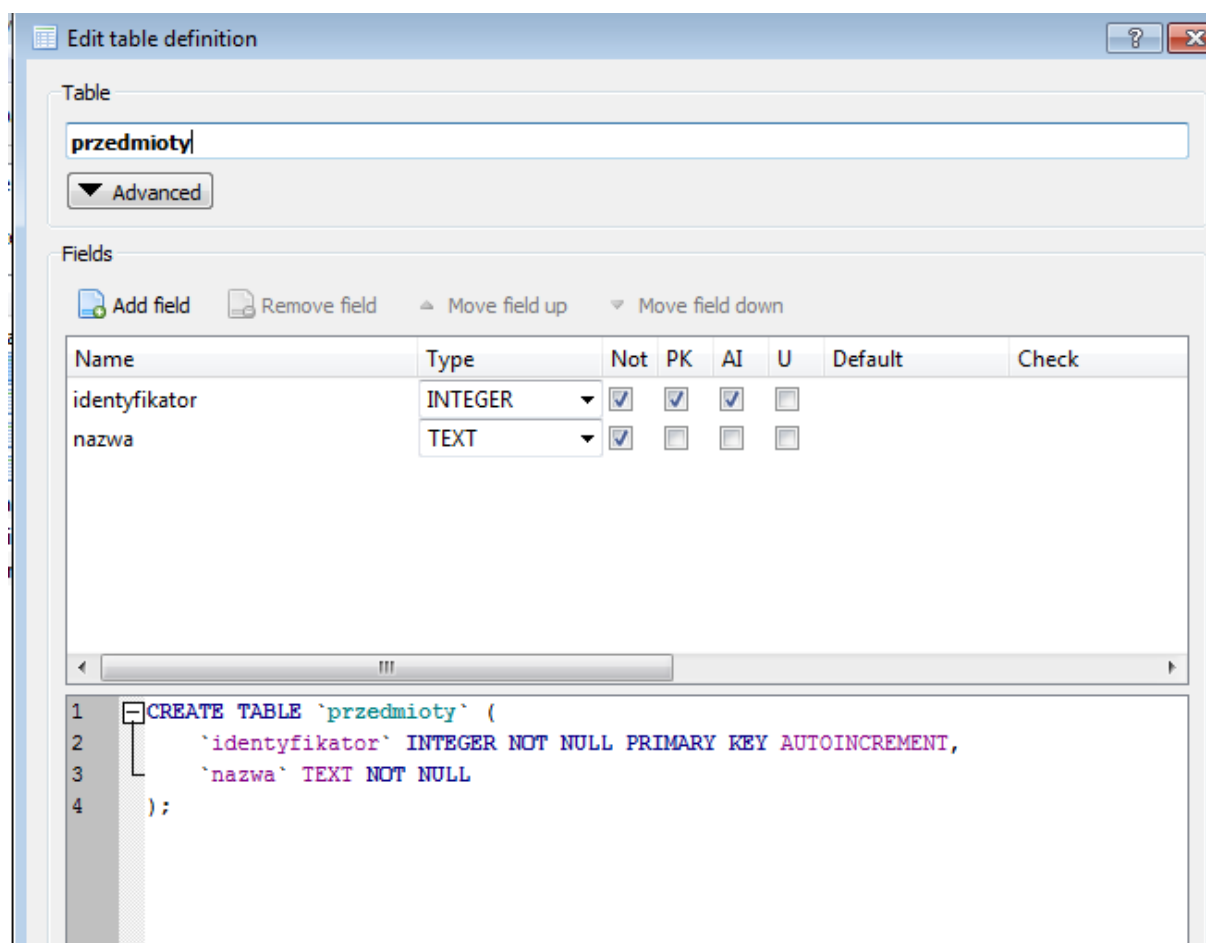 Edit table definition
Table
przedmioty
Advanced
Fields
Add field Remove field Move field up Move field down
Name Type Not PK AI U Default Check
identyfikator INTEGER
nazwa TEXT
1 CREATE TABLE `przedmioty` (
2 `identyfikator` INTEGER NOT NULL PRIMARY KEY AUTOINCREMENT,
3 `nazwa` TEXT NOT NULL
4 );